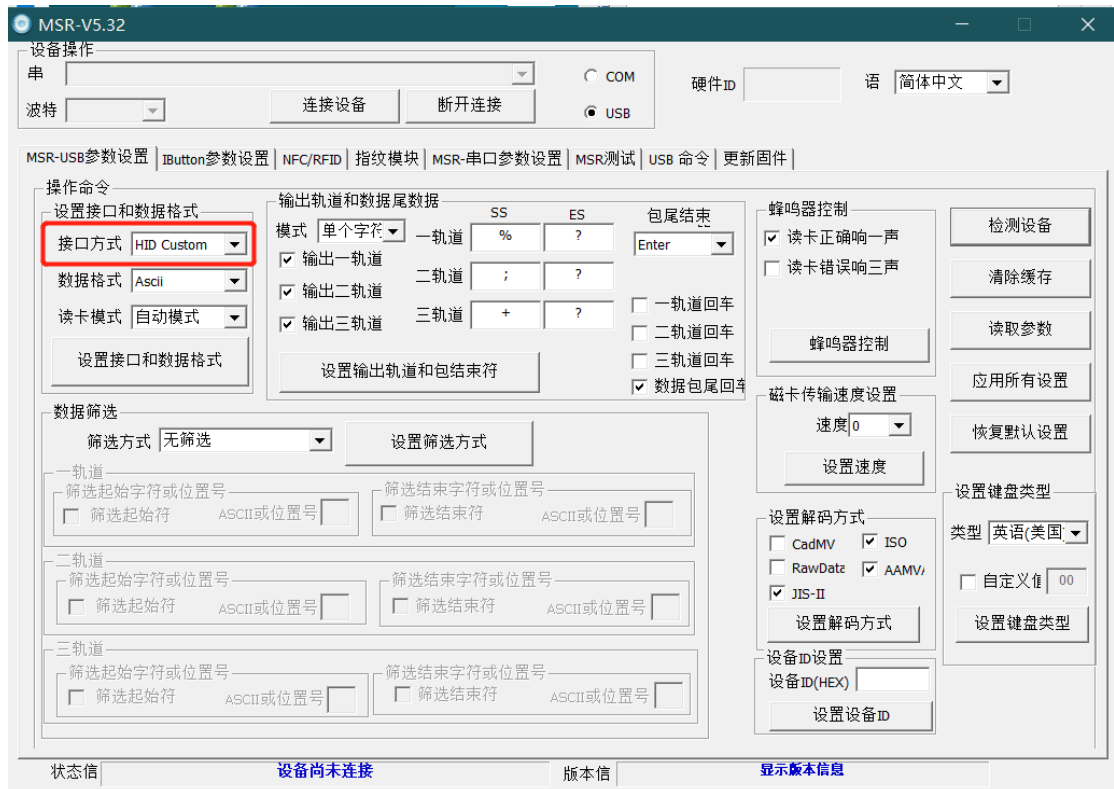 MSR-V5.32
设备操作
串
COM
硬件ID
语 简体中文
波特
连接设备
断开连接
USB
MSR-USB参数设置 IButton参数设置 NFC/RFID 指纹模块 MSR-串口参数设置 MSR测试 USB 命令 更新固件
操作命令
设置接口和数据格式
接口方式 HID Custom
数据格式 Ascii
读卡模式 自动模式
设置接口和数据格式
输出轨道和数据尾数据
SS ES 包尾结束
模式 单个字符 一轨道 % ? Enter
输出一轨道
二轨道 ; ?
输出二轨道
三轨道 + ?
输出三轨道
一轨道回车
二轨道回车
三轨道回车
数据包尾回车
设置输出轨道和包结束符
蜂鸣器控制
读卡正确响一声
读卡错误响三声
蜂鸣器控制
磁卡传输速度设置
速度 0
设置速度
检测设备
清除缓存
读取参数
应用所有设置
恢复默认设置
数据筛选
筛选方式 无筛选 设置筛选方式
一轨道
筛选起始字符或位置号 筛选结束字符或位置号
筛选起始符 ASCII或位置号 筛选结束符 ASCII或位置号
二轨道
筛选起始字符或位置号 筛选结束字符或位置号
筛选起始符 ASCII或位置号 筛选结束符 ASCII或位置号
三轨道
筛选起始字符或位置号 筛选结束字符或位置号
筛选起始符 ASCII或位置号 筛选结束符 ASCII或位置号
设置解码方式
CadMV ISO
RawData AAMV
JIS-II
设置解码方式
设备ID设置
设备ID(HEX)
设置设备ID
设置键盘类型
类型 英语(美国)
自定义值 00
设置键盘类型
状态信 设备尚未连接 版本信 显示版本信息